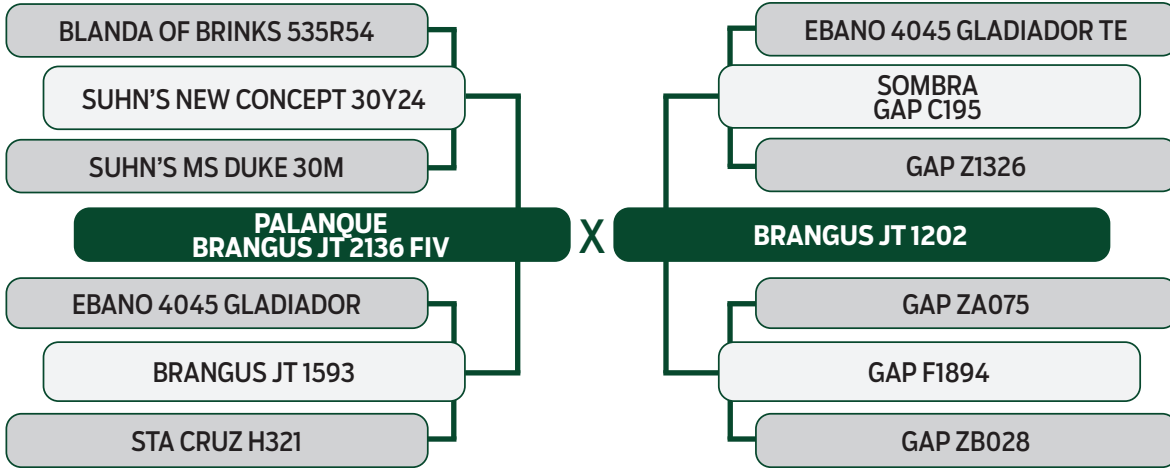 BLANDA OF BRINKS 535R54
SUHN'S NEW CONCEPT 30Y24
SUHN'S MS DUKE 30M
PALANQUE
BRANGUS JT 2136 FIV
EBANO 4045 GLADIADOR
BRANGUS JT 1593
STA CRUZ H321
X
EBANO 4045 GLADIADOR TE
SOMBRA
GAP C195
GAP Z1326
BRANGUS JT 1202
GAP ZA075
GAP F1894
GAP ZB028